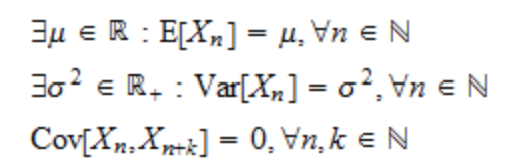 ∃μ ∈ ℝ : E[Xₙ] = μ, ∀n ∈ ℕ
∃σ² ∈ ℝ₊ : Var[Xₙ] = σ², ∀n ∈ ℕ
Cov[Xₙ,Xₙ₊ₖ] = 0, ∀n,k ∈ ℕ